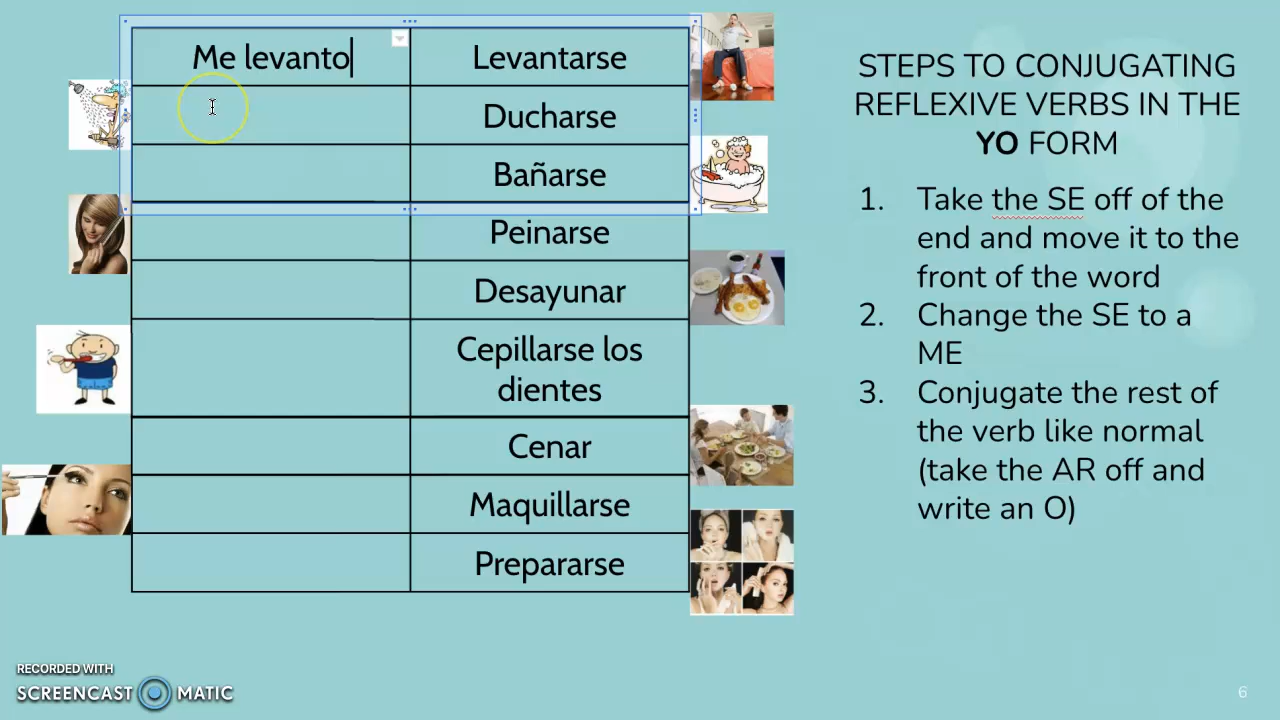 Me levanto
Levantarse
Ducharse
Bañarse
Peinarse
Desayunar
Cepillarse los
dientes
Cenar
Maquillarse
Prepararse
STEPS TO CONJUGATING
REFLEXIVE VERBS IN THE
YO FORM
1. Take the SE off of the
end and move it to the
front of the word
2. Change the SE to a
ME
3. Conjugate the rest of
the verb like normal
(take the AR off and
write an O)
RECORDED WITH
SCREENCAST MATIC
6